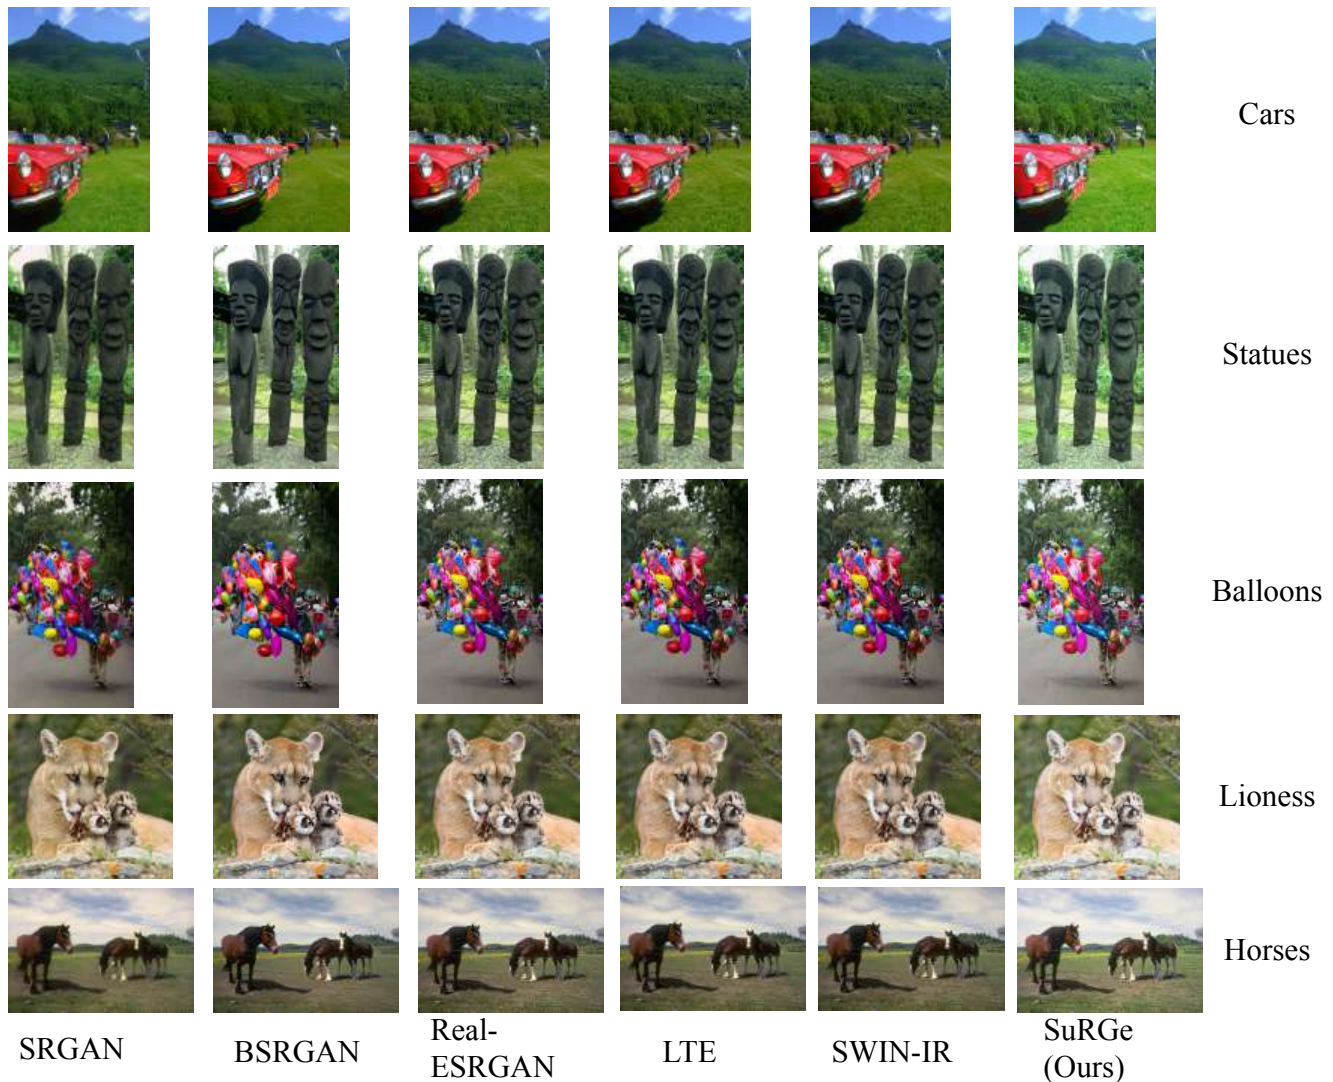 Cars
Statues
Balloons
Lioness
Horses
SRGAN
BSRGAN
Real-
ESRGAN
LTE
SWIN-IR
SuRGe
(Ours)